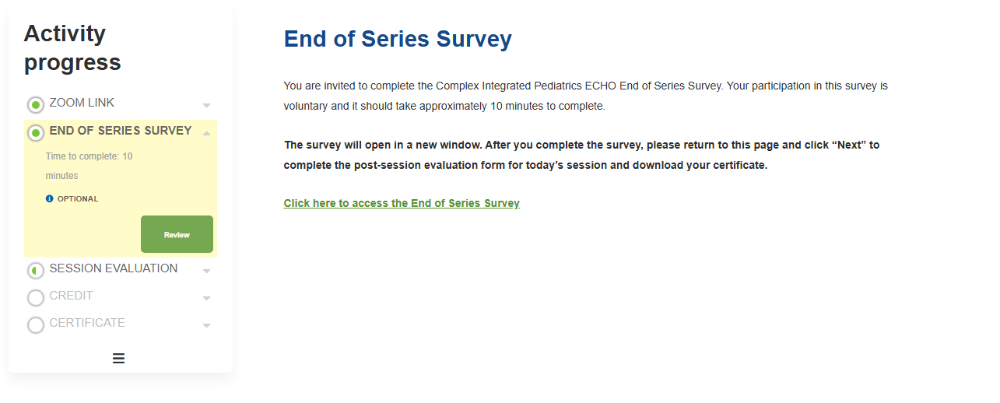 Activity
progress
ZOOM LINK
END OF SERIES SURVEY
Time to complete: 10
minutes
OPTIONAL
Review
SESSION EVALUATION
CREDIT
CERTIFICATE
End of Series Survey
You are invited to complete the Complex Integrated Pediatrics ECHO End of Series Survey. Your participation in this survey is
voluntary and it should take approximately 10 minutes to complete.
The survey will open in a new window. After you complete the survey, please return to this page and click “Next” to
complete the post-session evaluation form for today’s session and download your certificate.
Click here to access the End of Series Survey